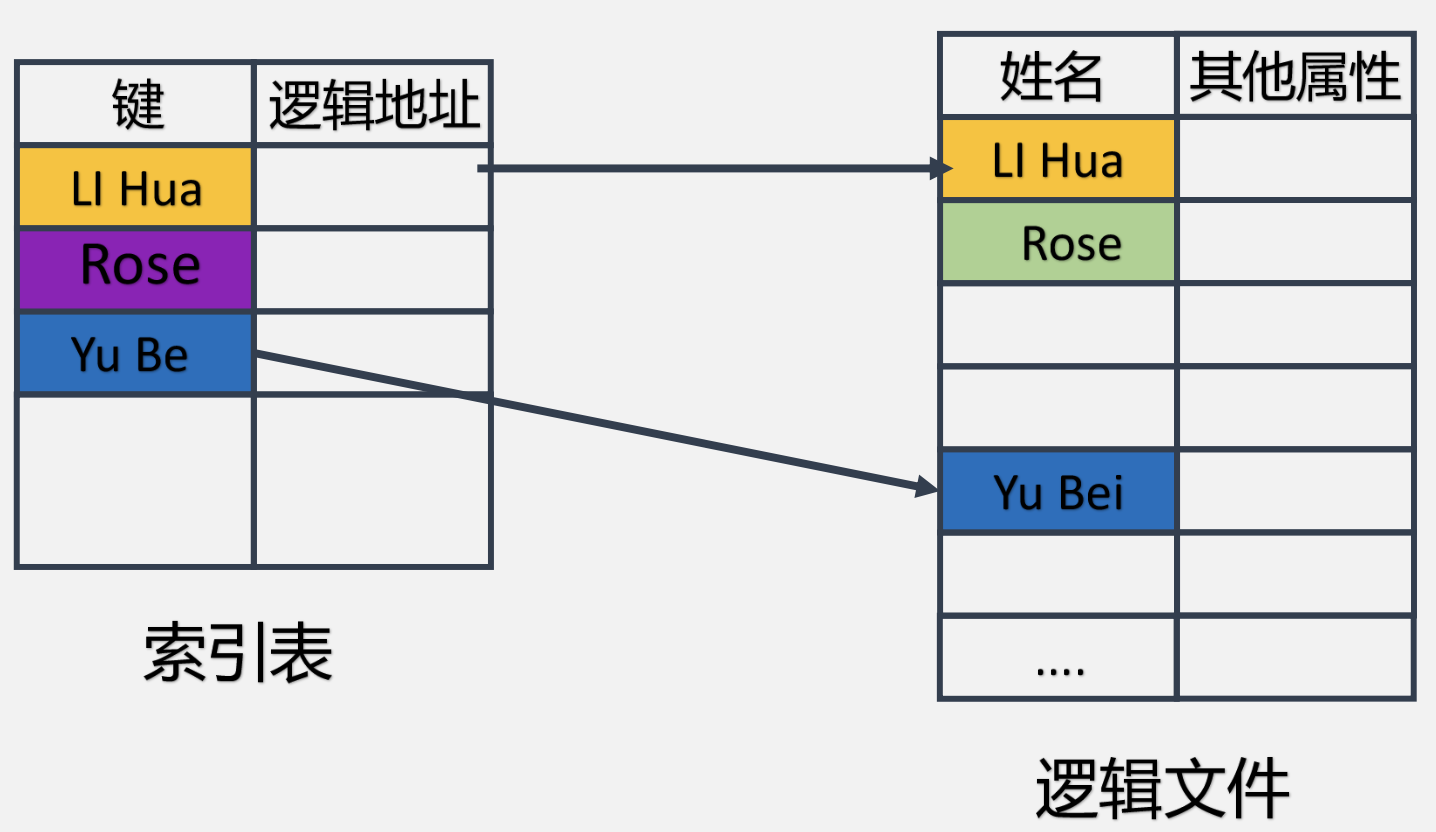 键 逻辑地址
LI Hua
Rose
Yu Be
索引表
姓名 其他属性
LI Hua
Rose
Yu Bei
....
逻辑文件